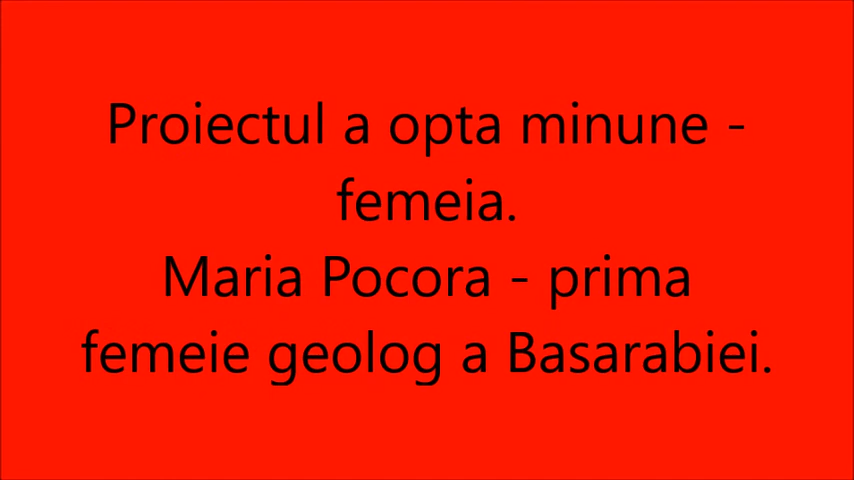 Proiectul a opta minune -
femeia.
Maria Pocora - prima
femeie geolog a Basarabiei.